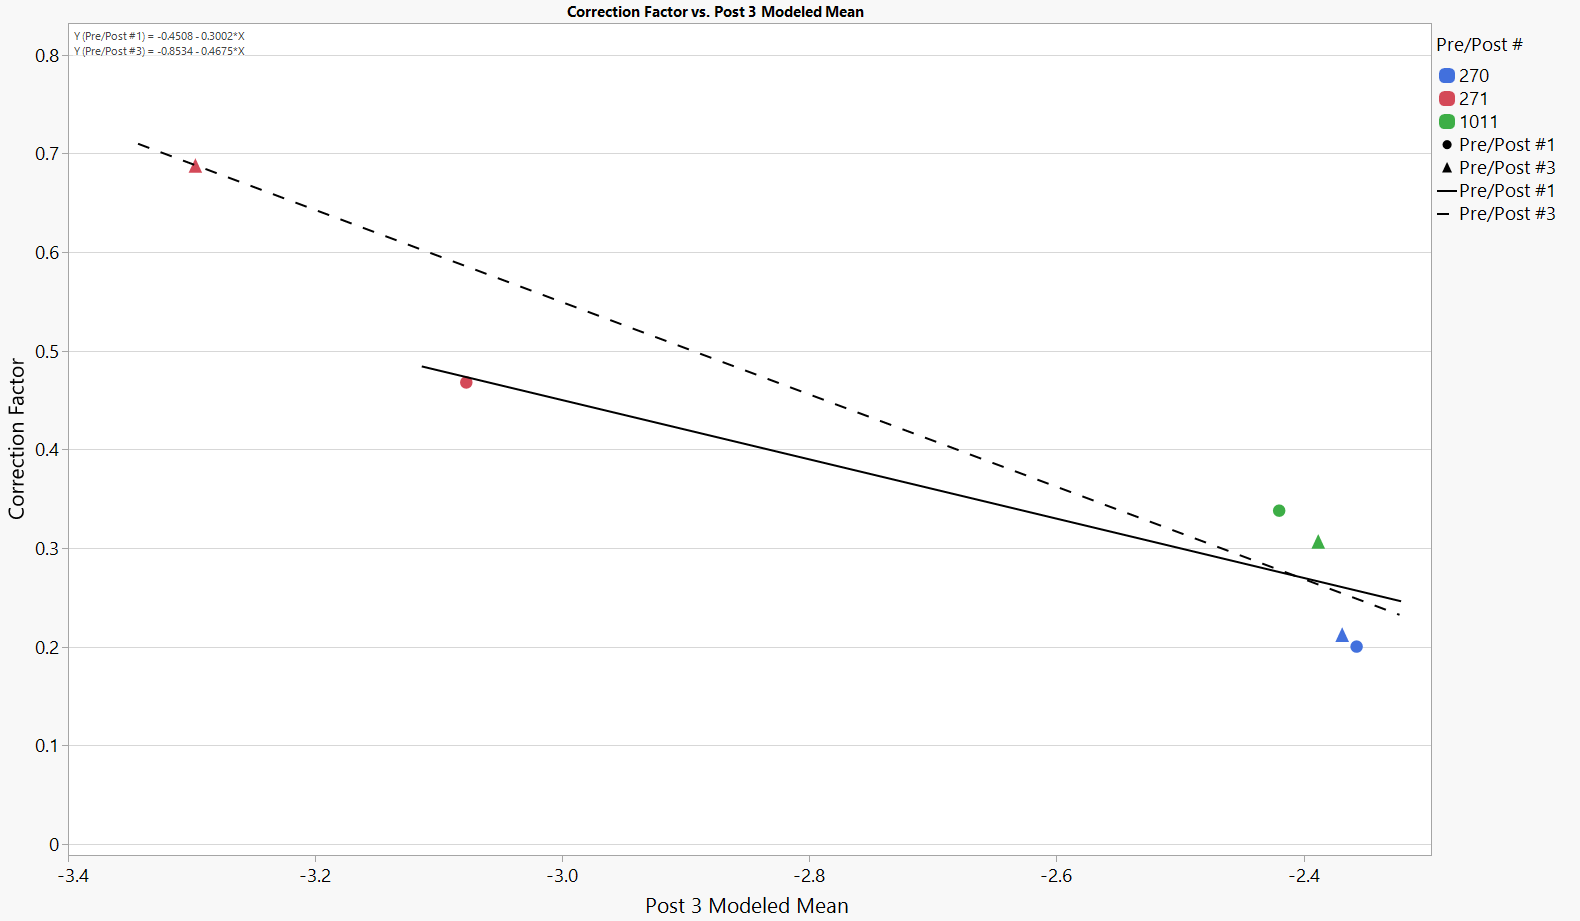 Correction Factor vs. Post 3 Modeled Mean
Y (Pre/Post #1) = -0.4508 - 0.3002*X
Y (Pre/Post #3) = -0.8534 - 0.4675*X
0.8
0.7
0.6
0.5
0.4
0.3
0.2
0.1
0
Correction Factor
-3.4
-3.2
-3.0
-2.8
-2.6
-2.4
Post 3 Modeled Mean
Pre/Post #
270
271
1011
Pre/Post #1
Pre/Post #3
Pre/Post #1
Pre/Post #3